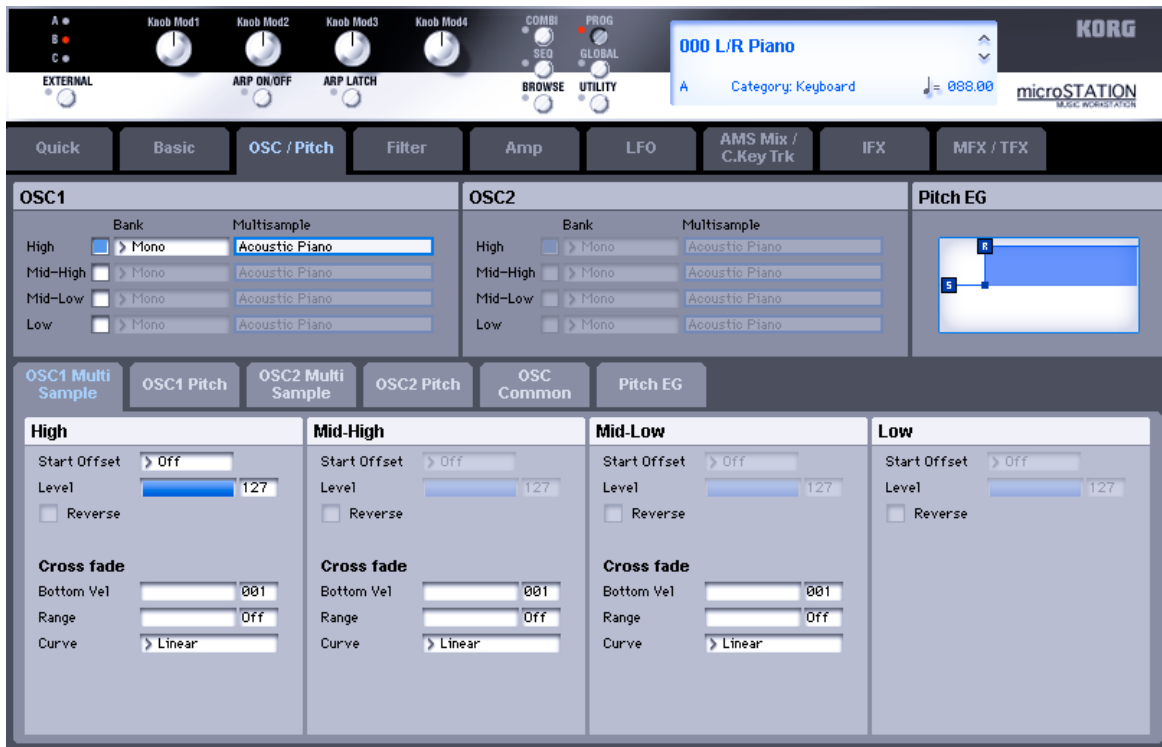 A Knob Mod1 Knob Mod2 Knob Mod3 Knob Mod4 COMBI PROG
B
C
SEQ GLOBAL
EXTERNAL ARP ON/OFF ARP LATCH BROWSE UTILITY
000 L/R Piano
A Category: Keyboard ♩= 088.00
KORG
microSTATION
MUSIC WORKSTATION
Quick Basic OSC / Pitch Filter Amp LFO AMS Mix / C.Key Trk IFX MFX / TFX
OSC1
Bank Multisample
High > Mono Acoustic Piano
Mid-High > Mono Acoustic Piano
Mid-Low > Mono Acoustic Piano
Low > Mono Acoustic Piano
OSC2
Bank Multisample
High > Mono Acoustic Piano
Mid-High > Mono Acoustic Piano
Mid-Low > Mono Acoustic Piano
Low > Mono Acoustic Piano
Pitch EG
R
S
OSC1 Multi Sample OSC1 Pitch OSC2 Multi Sample OSC2 Pitch OSC Common Pitch EG
High
Start Offset > Off
Level 127
Reverse
Cross fade
Bottom Vel 001
Range Off
Curve > Linear
Mid-High
Start Offset > Off
Level 127
Reverse
Cross fade
Bottom Vel 001
Range Off
Curve > Linear
Mid-Low
Start Offset > Off
Level 127
Reverse
Cross fade
Bottom Vel 001
Range Off
Curve > Linear
Low
Start Offset > Off
Level 127
Reverse